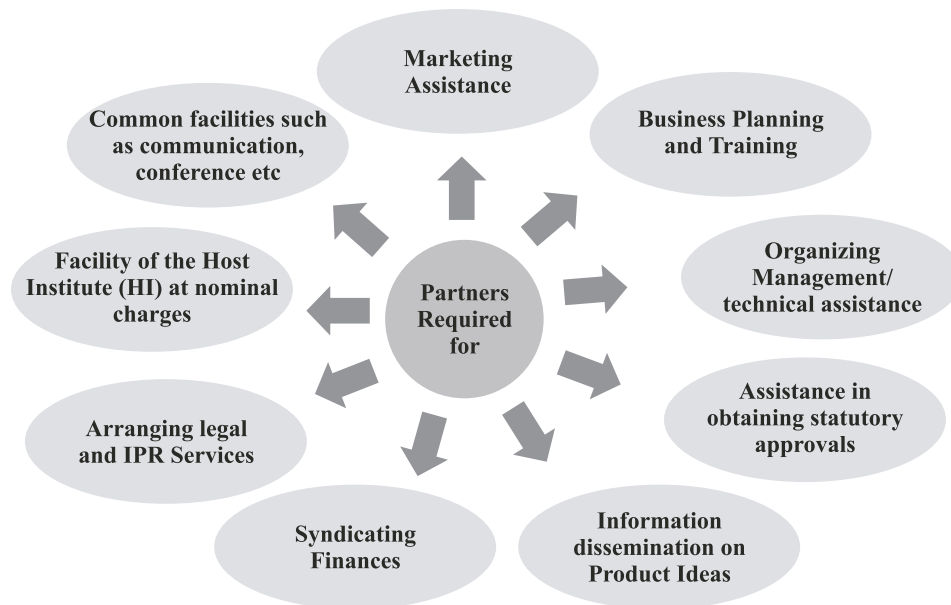 Marketing
Assistance
Common facilities such
as communication,
conference etc
Business Planning
and Training
Facility of the Host
Institute (HI) at nominal
charges
Partners
Required
for
Organizing
Management/
technical assistance
Arranging legal
and IPR Services
Assistance in
obtaining statutory
approvals
Syndicating
Finances
Information
dissemination on
Product Ideas